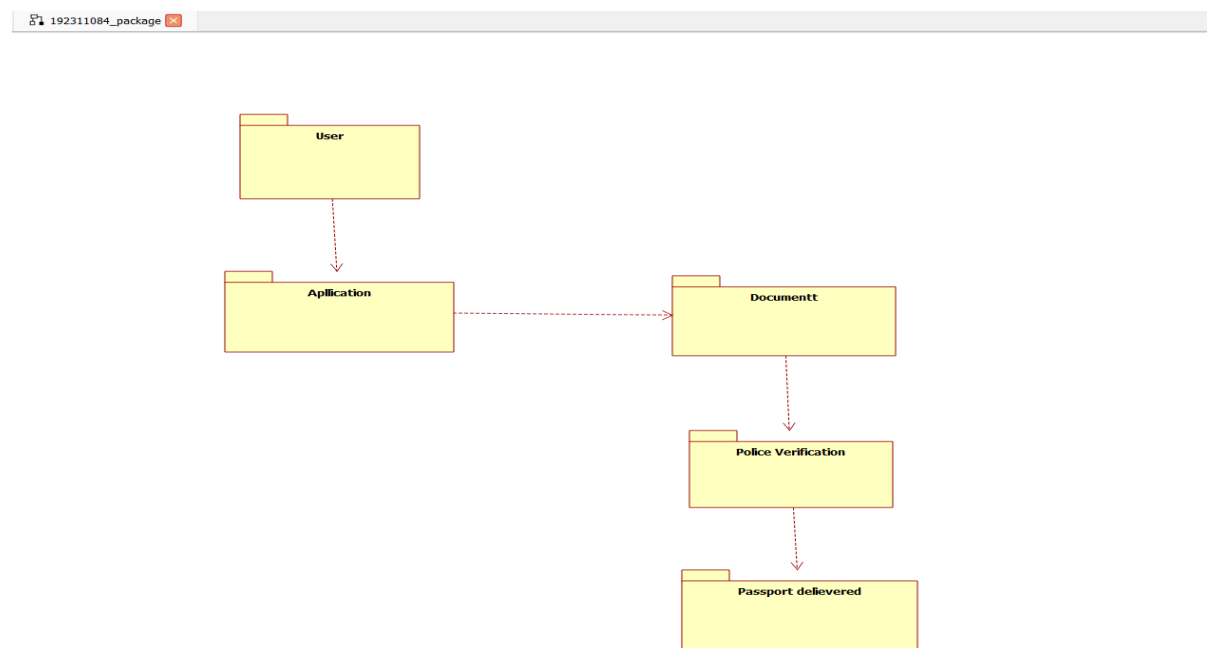 192311084_package
User
Apllication
Documentt
Police Verification
Passport delievered